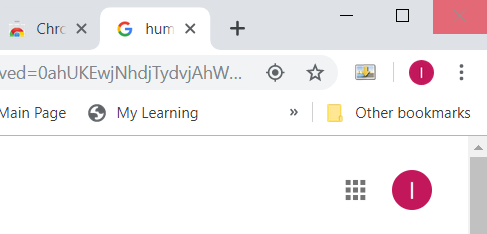 Chro
hum
ved=0ahUKEwjNhdjTydvjAhW...
I
Main Page
My Learning
»
Other bookmarks
I